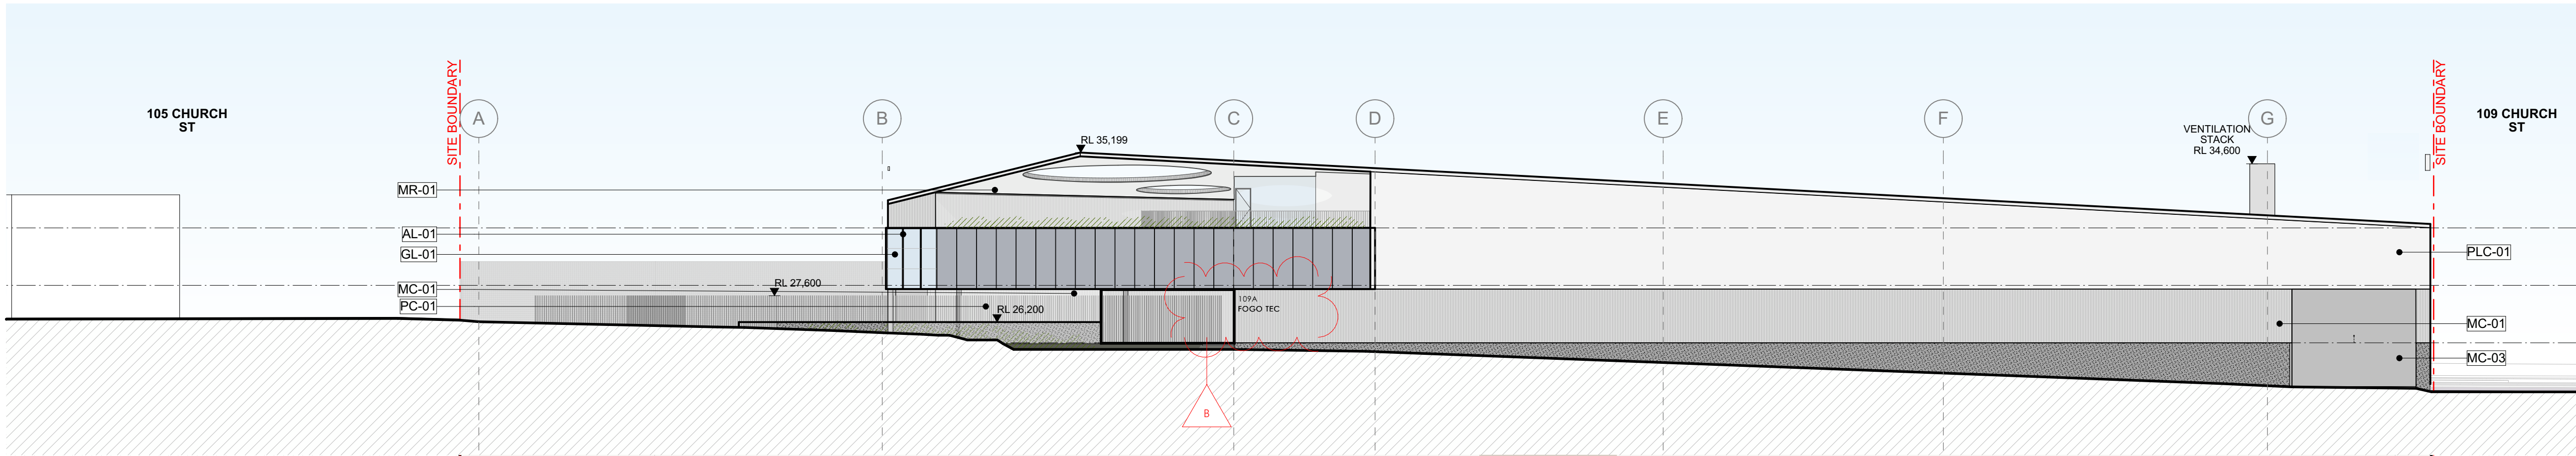 105 CHURCH
ST
SITE BOUNDARY
A
B
C
D
E
F
G
SITE BOUNDARY
109 CHURCH
ST
VENTILATION
STACK
RL 34,600
RL 35,199
MR-01
AL-01
GL-01
MC-01
PC-01
RL 27,600
RL 26,200
109A
FOGO TEC
B
PLC-01
MC-01
MC-03